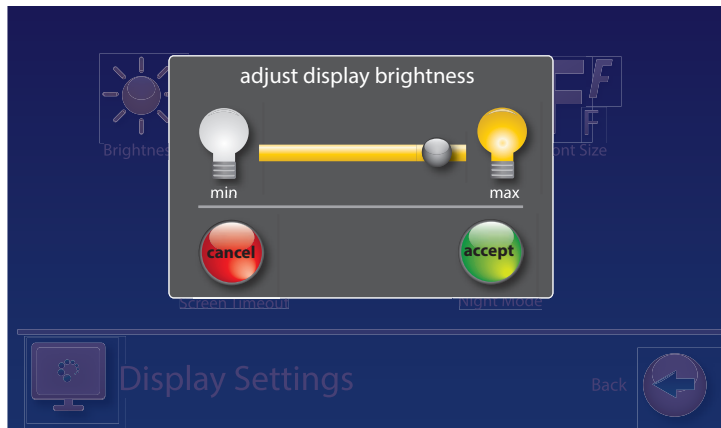 adjust display brightness
min
max
cancel
accept
Brightnes
ont Size
F
F
Screen Timeout
Night Mode
Display Settings
Back